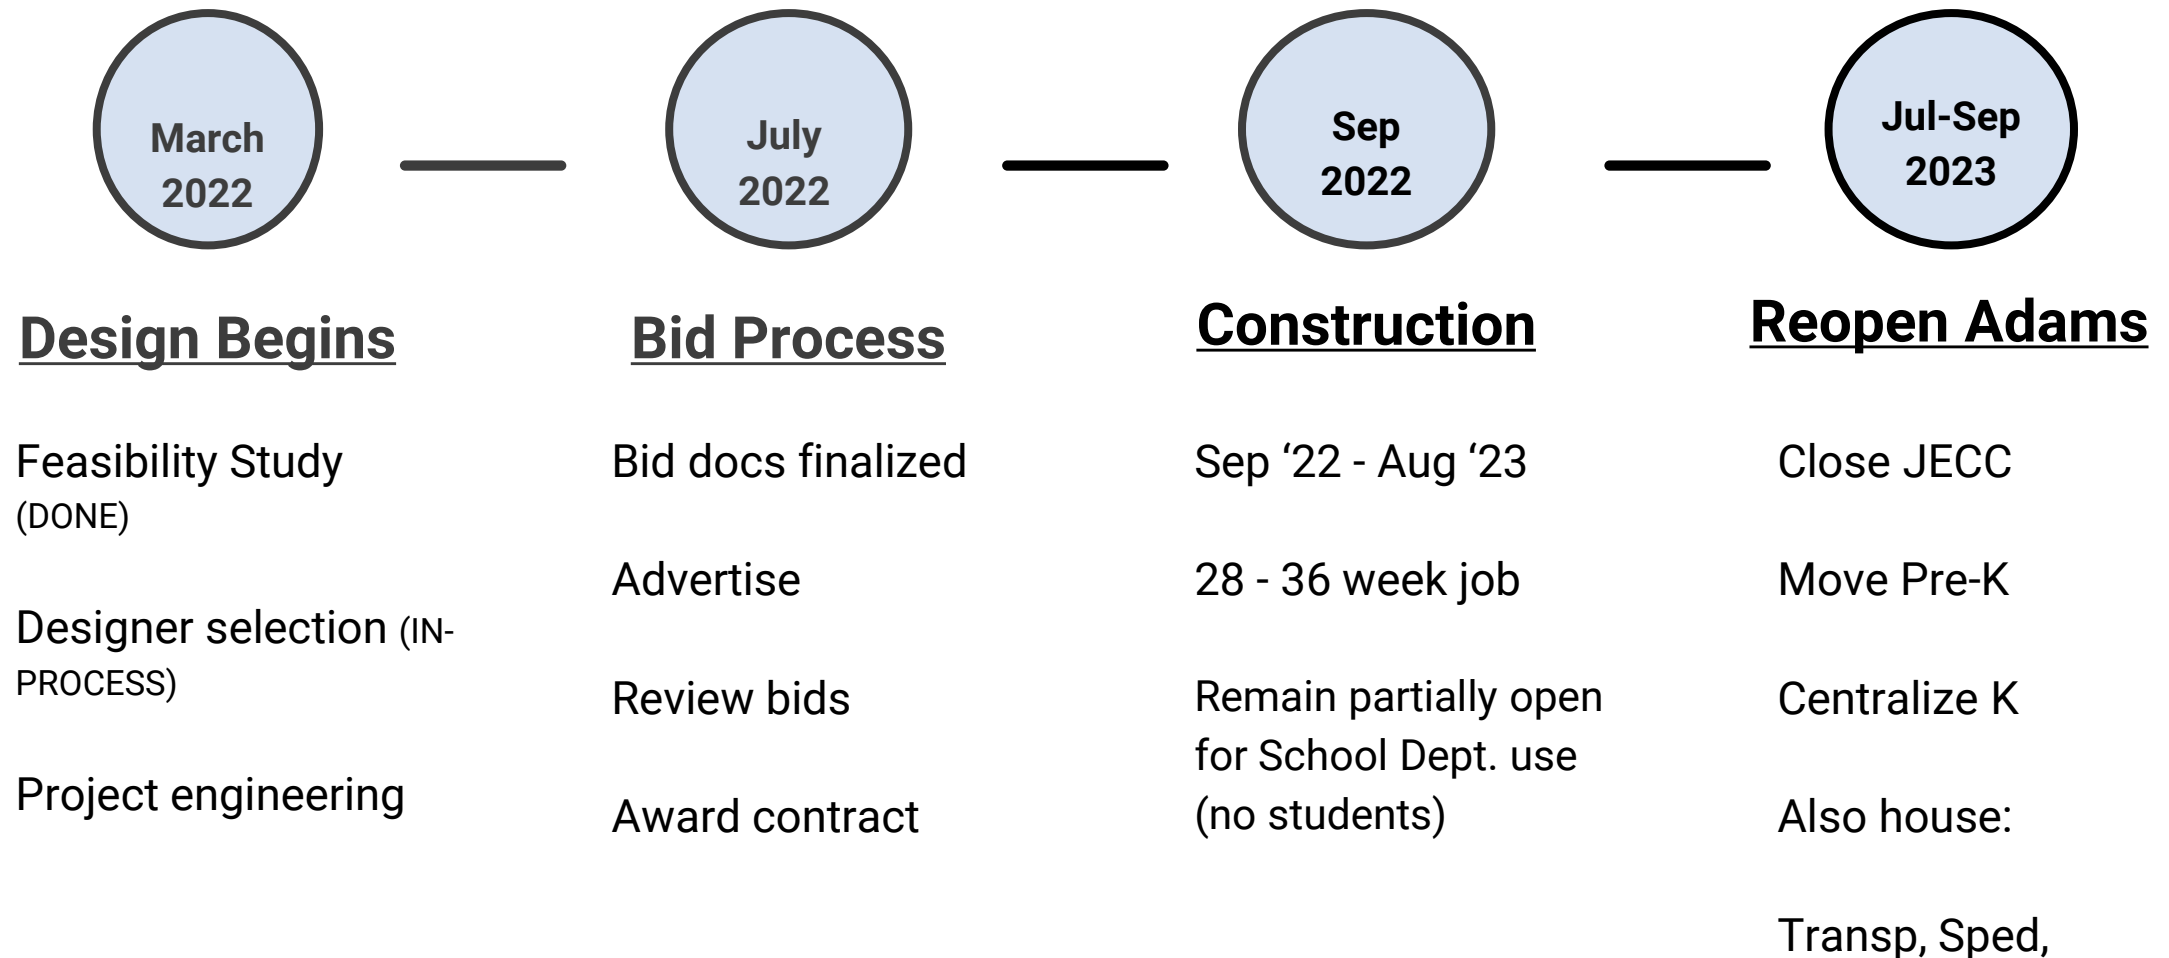 March
2022
July
2022
Sep
2022
Jul-Sep
2023
Design Begins
Feasibility Study
(DONE)
Designer selection (IN-
PROCESS)
Project engineering
Bid Process
Bid docs finalized
Advertise
Review bids
Award contract
Construction
Sep ‘22 - Aug ‘23
28 - 36 week job
Remain partially open
for School Dept. use
(no students)
Reopen Adams
Close JECC
Move Pre-K
Centralize K
Also house:
Transp, Sped,